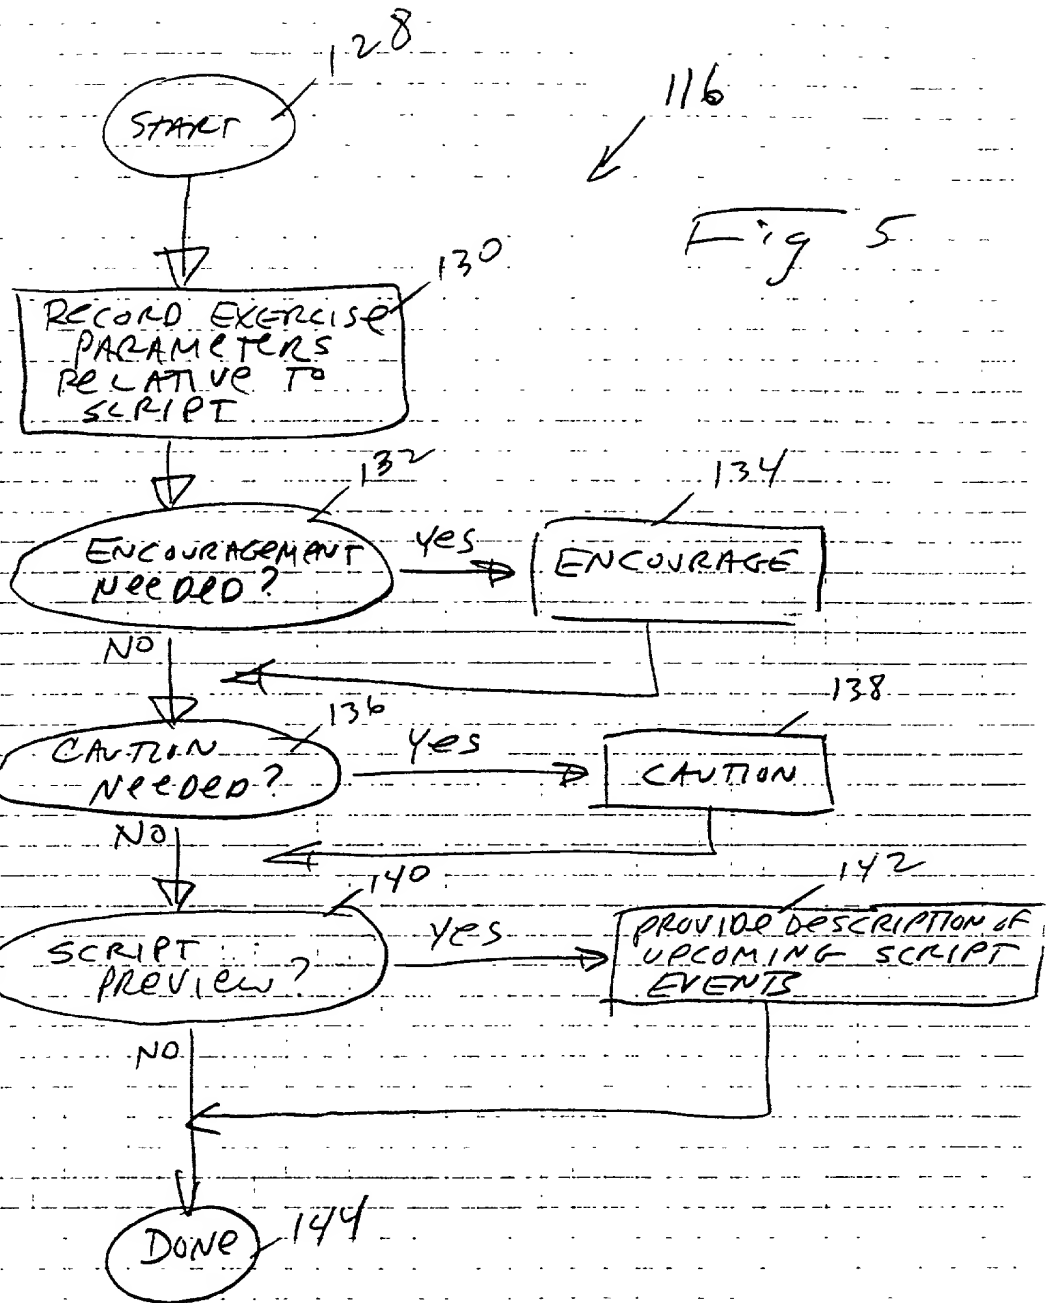 128
START
116
Fig 5
130
RECORD EXERCISE
PARAMETERS
RELATIVE TO
SCRIPT
132
134
ENCOURAGEMENT
NEEDED?
yes
ENCOURAGE
NO
136
138
CAUTION
NEEDED?
yes
CAUTION
NO
140
142
SCRIPT
PREVIEW?
yes
PROVIDE DESCRIPTION OF
UPCOMING SCRIPT
EVENTS
NO
DONE
144